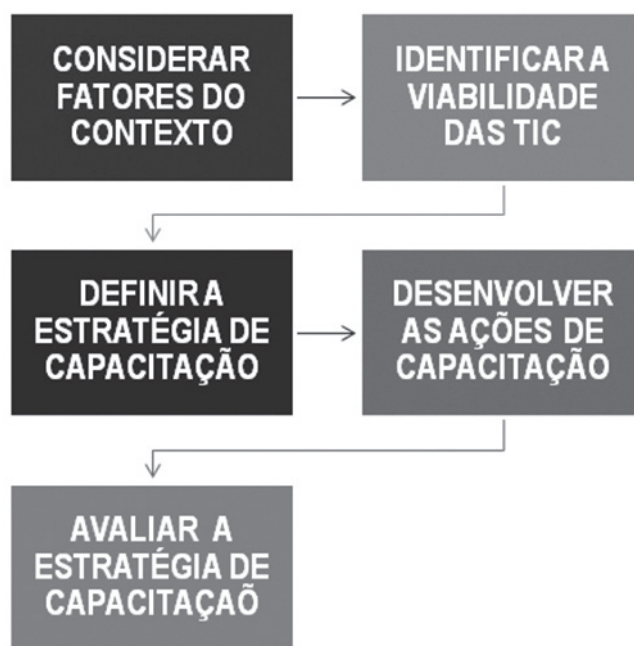 CONSIDERAR
FATORES DO
CONTEXTO
IDENTIFICAR A
VIABILIDADE
DAS TIC
DEFINIR A
ESTRATÉGIA DE
CAPACITAÇÃO
DESENVOLVER
AS AÇÕES DE
CAPACITAÇÃO
AVALIAR A
ESTRATÉGIA DE
CAPACITAÇAÕ